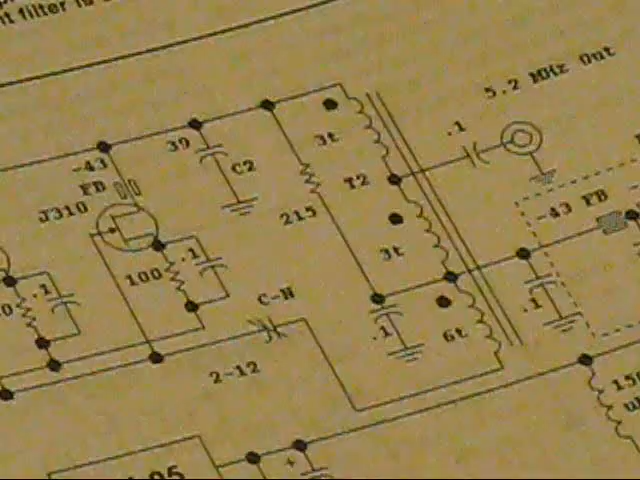 t filter is
5.2 MHz Out
.1
39
3t
C2
-43
FB
T2
J310
215
-43 FB
3t
.1
100
.1
C-N
.1
.1
6t
2-12
+